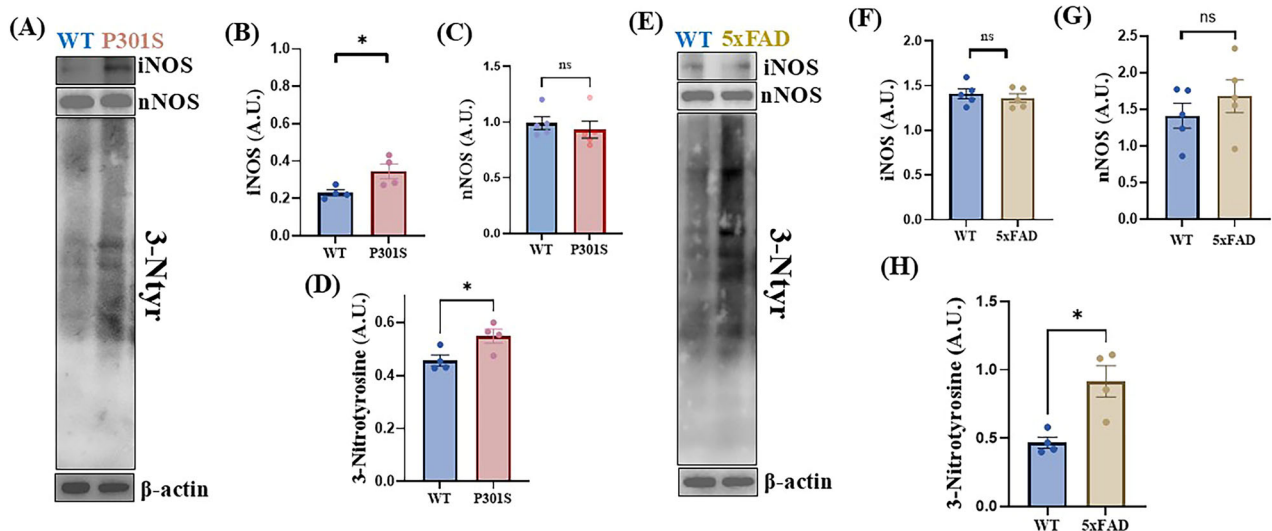 (A)
WT P301S
iNOS
nNOS
3-Ntyr
β-actin
(B)
iNOS (A.U.)
1.0
0.8
0.6
0.4
0.2
0.0
*
WT P301S
(C)
nNOS (A.U.)
1.5
1.0
0.5
0.0
ns
WT P301S
(D)
3-Nitrotyrosine (A.U.)
0.6
0.4
0.2
0.0
*
WT P301S
(E)
WT 5xFAD
iNOS
nNOS
3-Ntyr
β-actin
(F)
iNOS (A.U.)
2.0
1.5
1.0
0.5
0.0
ns
WT 5xFAD
(G)
nNOS (A.U.)
2.5
2.0
1.5
1.0
0.5
0.0
ns
WT 5xFAD
(H)
3-Nitrotyrosine (A.U.)
1.5
1.0
0.5
0.0
*
WT 5xFAD